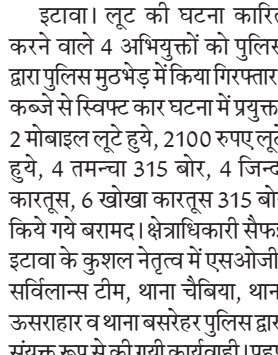 इटावा। लूट की घटना कारित
करने वाले 4 अभियुक्तों को पुलिस
द्वारा पुलिस मुठभेड़ में किया गिरफ्तार
कब्जे से स्विफ्ट कार घटना में प्रयुक्त
2 मोबाइल लूटे हुये, 2100 रुपए लूटे
हुये, 4 तमन्चा 315 बोर, 4 जिन्दा
कारतूस, 6 खोखा कारतूस 315 बोर
किये गये बरामद। क्षेत्राधिकारी सैफई
इटावा के कुशल नेतृत्व में एसओजी
सर्विलान्स टीम, थाना चैबिया, थाना
ऊसराहार व थाना बसरेहर पुलिस द्वारा
संयुक्त रूप से की गयी कार्यवाही।